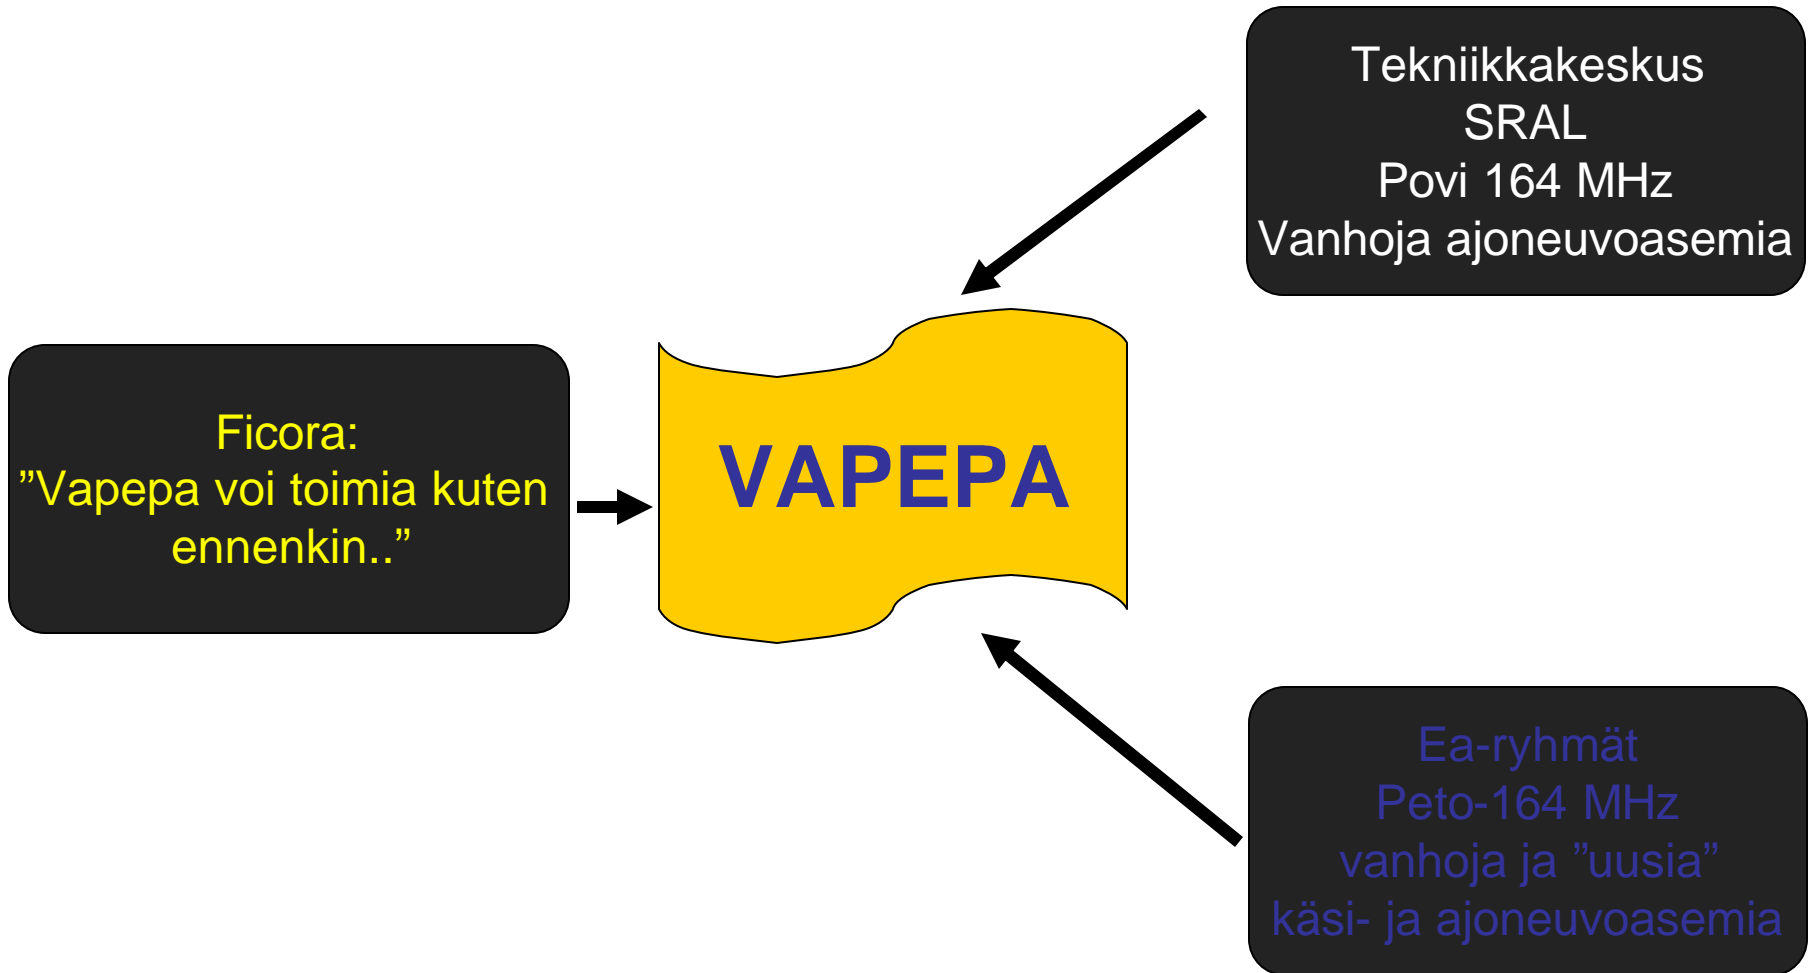 Tekniikkakeskus
SRAL
Povi 164 MHz
Vanhoja ajoneuvoasemia
Ficora:
”Vapepa voi toimia kuten
ennenkin..”
VAPEPA
Ea-ryhmät
Peto-164 MHz
vanhoja ja ”uusia”
käsi- ja ajoneuvoasemia